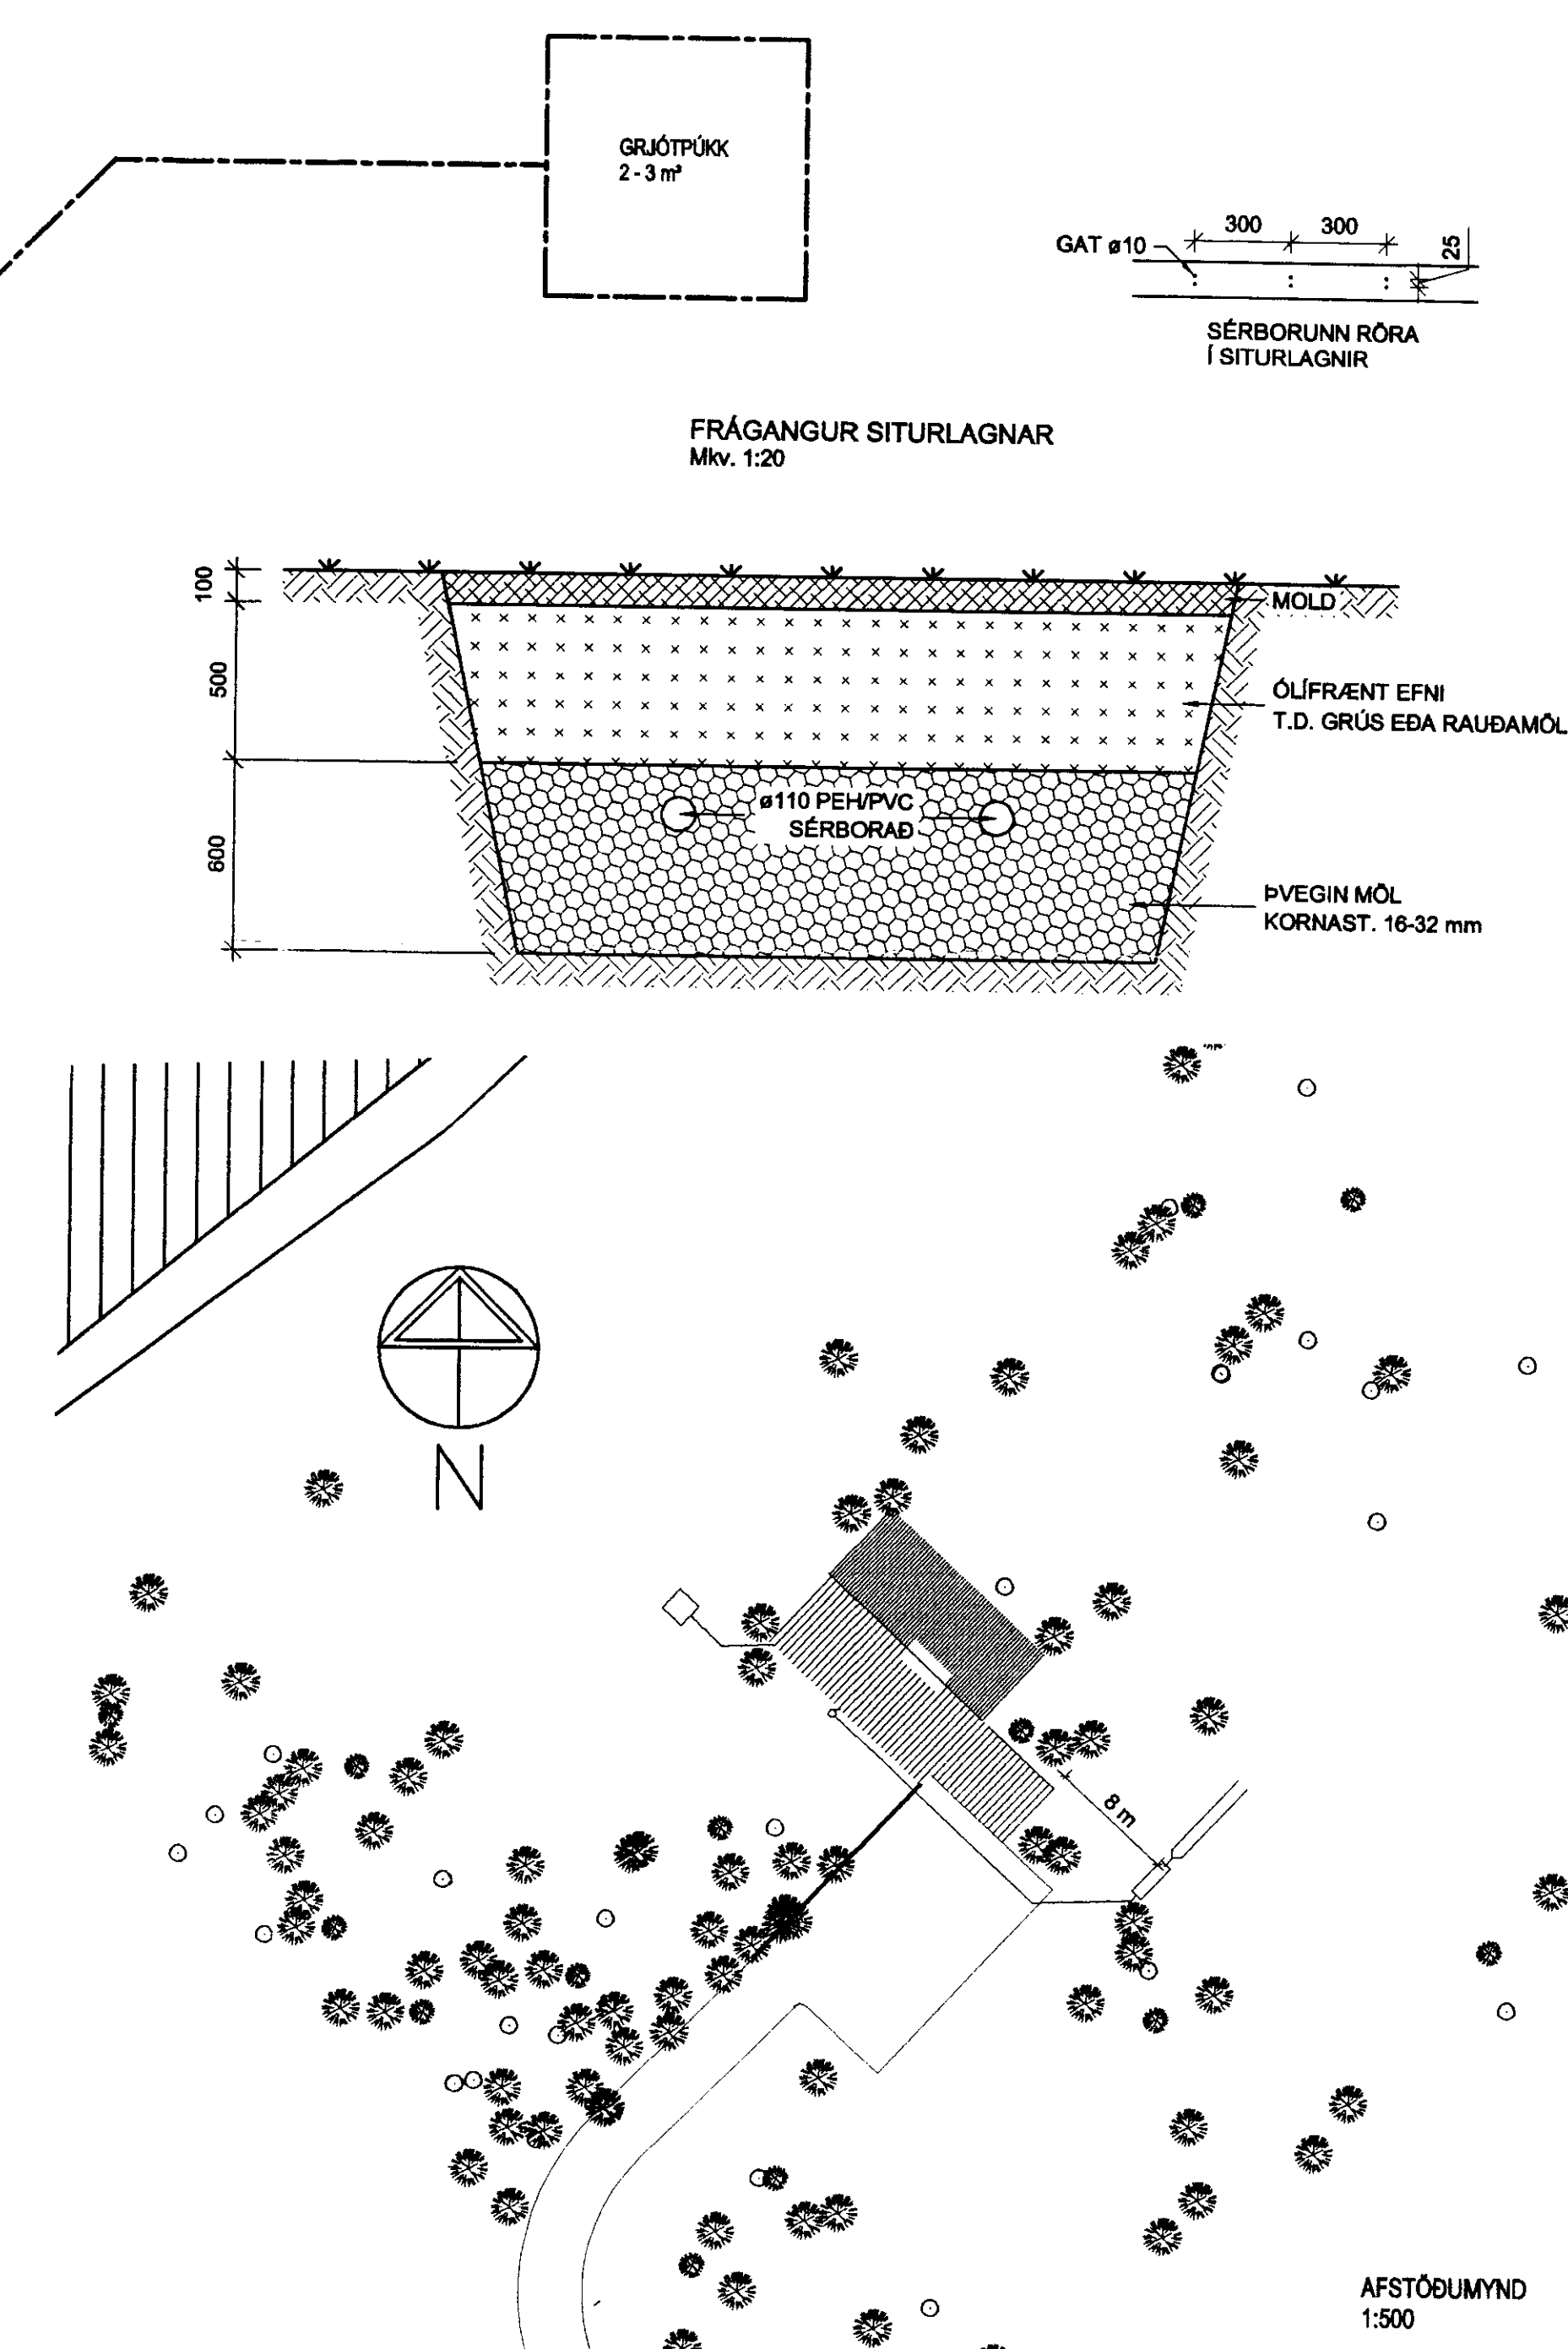 GRJÓTPÚKK
2 - 3 m³
300
300
25
GAT ø10
SÉRBORUNN RÖRA
Í SITURLAGNIR
FRÁGANGUR SITURLAGNAR
Mkv. 1:20
100
MOLD
500
ÓLÍFRÆNT EFNI
T.D. GRÚS EÐA RAUÐAMÖL
ø110 PEH/PVC
SÉRBORAÐ
600
ÞVEGIN MÖL
KORNAST. 16-32 mm
N
8 m
AFSTÖÐUMYND
1:500